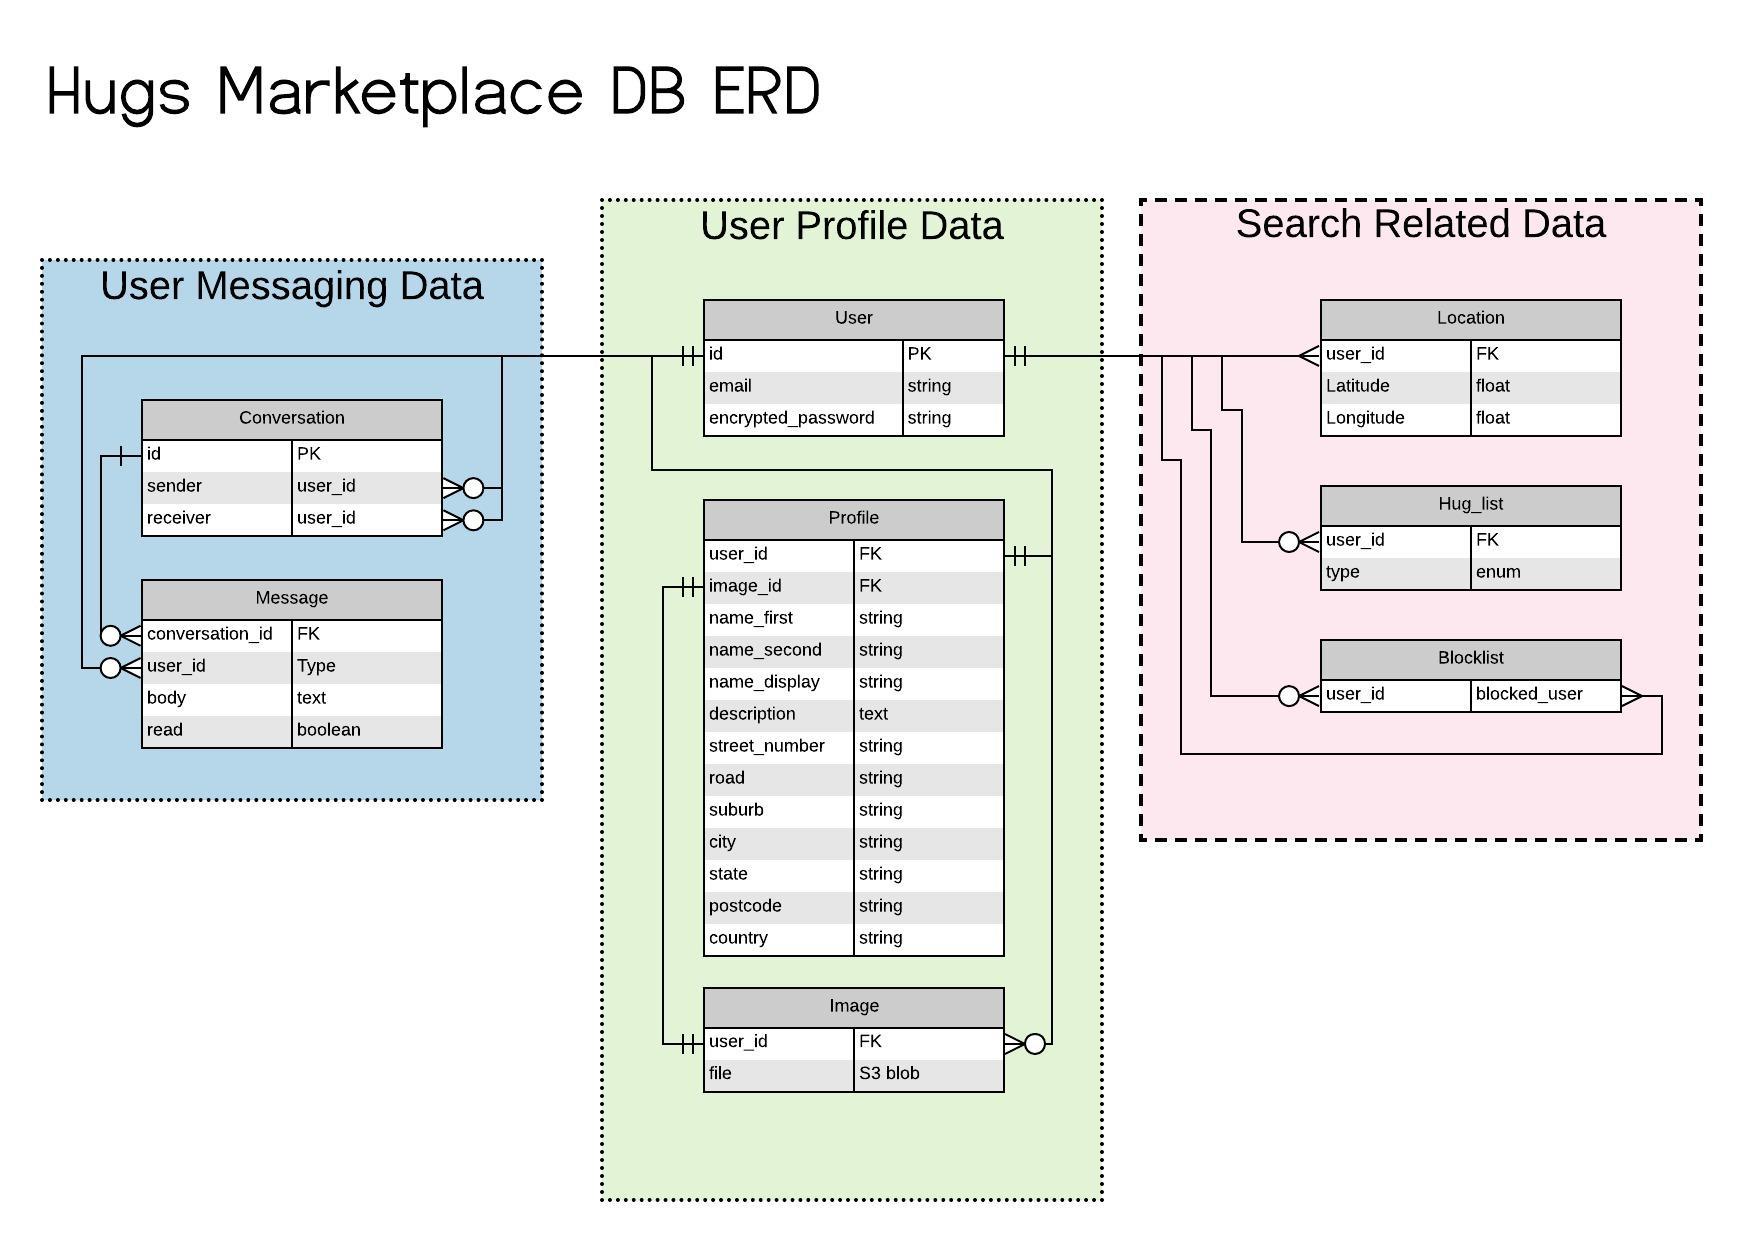 Hugs Marketplace DB ERD
User Messaging Data
Conversation
id PK
sender user_id
receiver user_id
Message
conversation_id FK
user_id Type
body text
read boolean
User Profile Data
User
id PK
email string
encrypted_password string
Profile
user_id FK
image_id FK
name_first string
name_second string
name_display string
description text
street_number string
road string
suburb string
city string
state string
postcode string
country string
Image
user_id FK
file S3 blob
Search Related Data
Location
user_id FK
Latitude float
Longitude float
Hug_list
user_id FK
type enum
Blocklist
user_id blocked_user